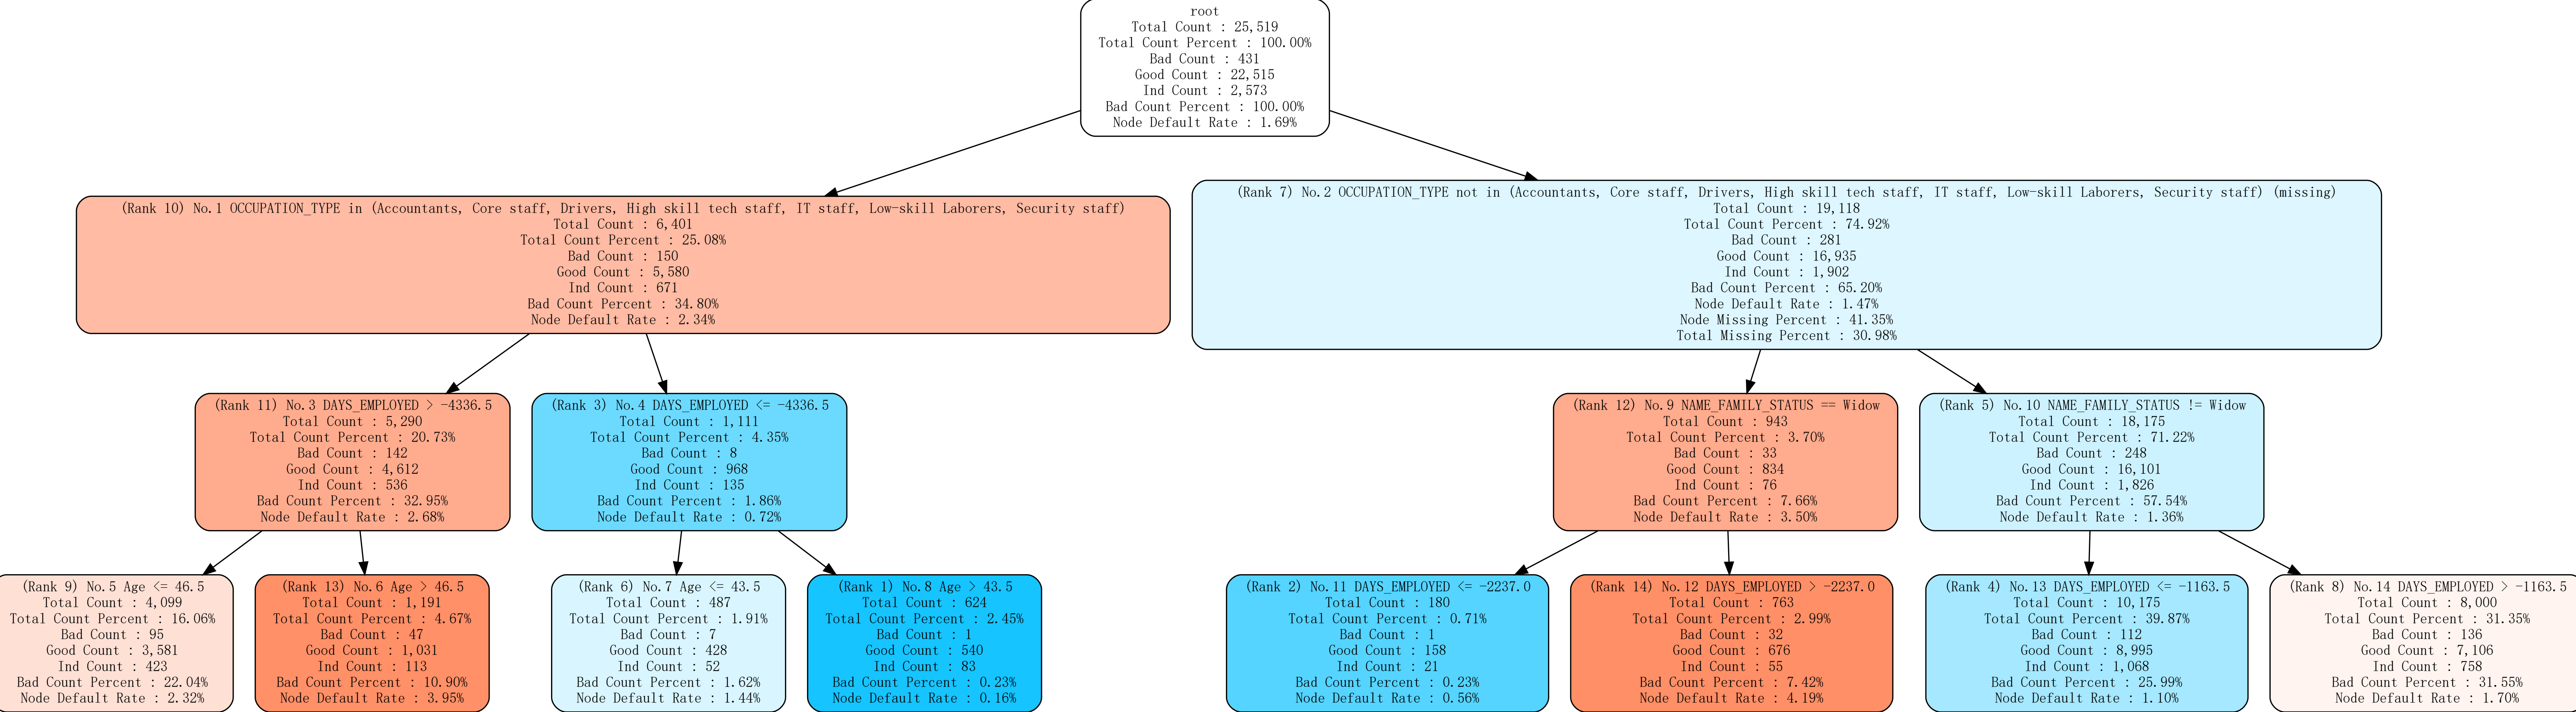 root
Total Count : 25,519
Total Count Percent : 100.00%
Bad Count : 431
Good Count : 22,515
Ind Count : 2,573
Bad Count Percent : 100.00%
Node Default Rate : 1.69%
(Rank 10) No.1 OCCUPATION_TYPE in (Accountants, Core staff, Drivers, High skill tech staff, IT staff, Low-skill Laborers, Security staff)
Total Count : 6,401
Total Count Percent : 25.08%
Bad Count : 150
Good Count : 5,580
Ind Count : 671
Bad Count Percent : 34.80%
Node Default Rate : 2.34%
(Rank 7) No.2 OCCUPATION_TYPE not in (Accountants, Core staff, Drivers, High skill tech staff, IT staff, Low-skill Laborers, Security staff) (missing)
Total Count : 19,118
Total Count Percent : 74.92%
Bad Count : 281
Good Count : 16,935
Ind Count : 1,902
Bad Count Percent : 65.20%
Node Default Rate : 1.47%
Node Missing Percent : 41.35%
Total Missing Percent : 30.98%
(Rank 11) No.3 DAYS_EMPLOYED > -4336.5
Total Count : 5,290
Total Count Percent : 20.73%
Bad Count : 142
Good Count : 4,612
Ind Count : 536
Bad Count Percent : 32.95%
Node Default Rate : 2.68%
(Rank 3) No.4 DAYS_EMPLOYED <= -4336.5
Total Count : 1,111
Total Count Percent : 4.35%
Bad Count : 8
Good Count : 968
Ind Count : 135
Bad Count Percent : 1.86%
Node Default Rate : 0.72%
(Rank 12) No.9 NAME_FAMILY_STATUS == Widow
Total Count : 943
Total Count Percent : 3.70%
Bad Count : 33
Good Count : 834
Ind Count : 76
Bad Count Percent : 7.66%
Node Default Rate : 3.50%
(Rank 5) No.10 NAME_FAMILY_STATUS != Widow
Total Count : 18,175
Total Count Percent : 71.22%
Bad Count : 248
Good Count : 16,101
Ind Count : 1,826
Bad Count Percent : 57.54%
Node Default Rate : 1.36%
(Rank 9) No.5 Age <= 46.5
Total Count : 4,099
Total Count Percent : 16.06%
Bad Count : 95
Good Count : 3,581
Ind Count : 423
Bad Count Percent : 22.04%
Node Default Rate : 2.32%
(Rank 13) No.6 Age > 46.5
Total Count : 1,191
Total Count Percent : 4.67%
Bad Count : 47
Good Count : 1,031
Ind Count : 113
Bad Count Percent : 10.90%
Node Default Rate : 3.95%
(Rank 6) No.7 Age <= 43.5
Total Count : 487
Total Count Percent : 1.91%
Bad Count : 7
Good Count : 428
Ind Count : 52
Bad Count Percent : 1.62%
Node Default Rate : 1.44%
(Rank 1) No.8 Age > 43.5
Total Count : 624
Total Count Percent : 2.45%
Bad Count : 1
Good Count : 540
Ind Count : 83
Bad Count Percent : 0.23%
Node Default Rate : 0.16%
(Rank 2) No.11 DAYS_EMPLOYED <= -2237.0
Total Count : 180
Total Count Percent : 0.71%
Bad Count : 1
Good Count : 158
Ind Count : 21
Bad Count Percent : 0.23%
Node Default Rate : 0.56%
(Rank 14) No.12 DAYS_EMPLOYED > -2237.0
Total Count : 763
Total Count Percent : 2.99%
Bad Count : 32
Good Count : 676
Ind Count : 55
Bad Count Percent : 7.42%
Node Default Rate : 4.19%
(Rank 4) No.13 DAYS_EMPLOYED <= -1163.5
Total Count : 10,175
Total Count Percent : 39.87%
Bad Count : 112
Good Count : 8,995
Ind Count : 1,068
Bad Count Percent : 25.99%
Node Default Rate : 1.10%
(Rank 8) No.14 DAYS_EMPLOYED > -1163.5
Total Count : 8,000
Total Count Percent : 31.35%
Bad Count : 136
Good Count : 7,106
Ind Count : 758
Bad Count Percent : 31.55%
Node Default Rate : 1.70%